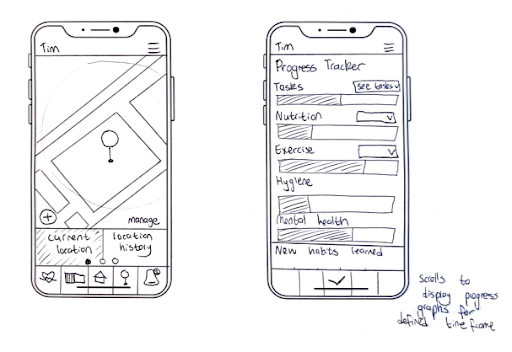 Tim
manage
current location
location history
Tim
Progress Tracker
Tasks
see tasks
Nutrition
Exercise
Hygiene
Mental health
New habits learned
scrolls to
display progress
graphs for
defined time frame